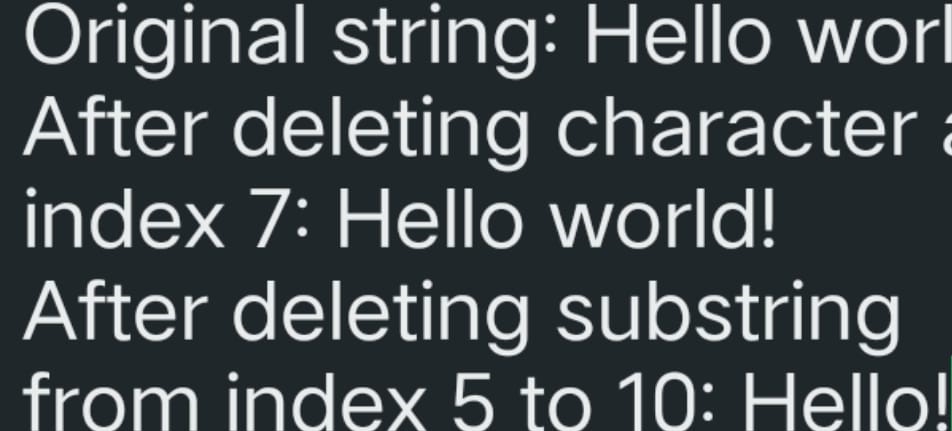 Original string: Hello worl
After deleting character a
index 7: Hello world!
After deleting substring
from index 5 to 10: Hello!